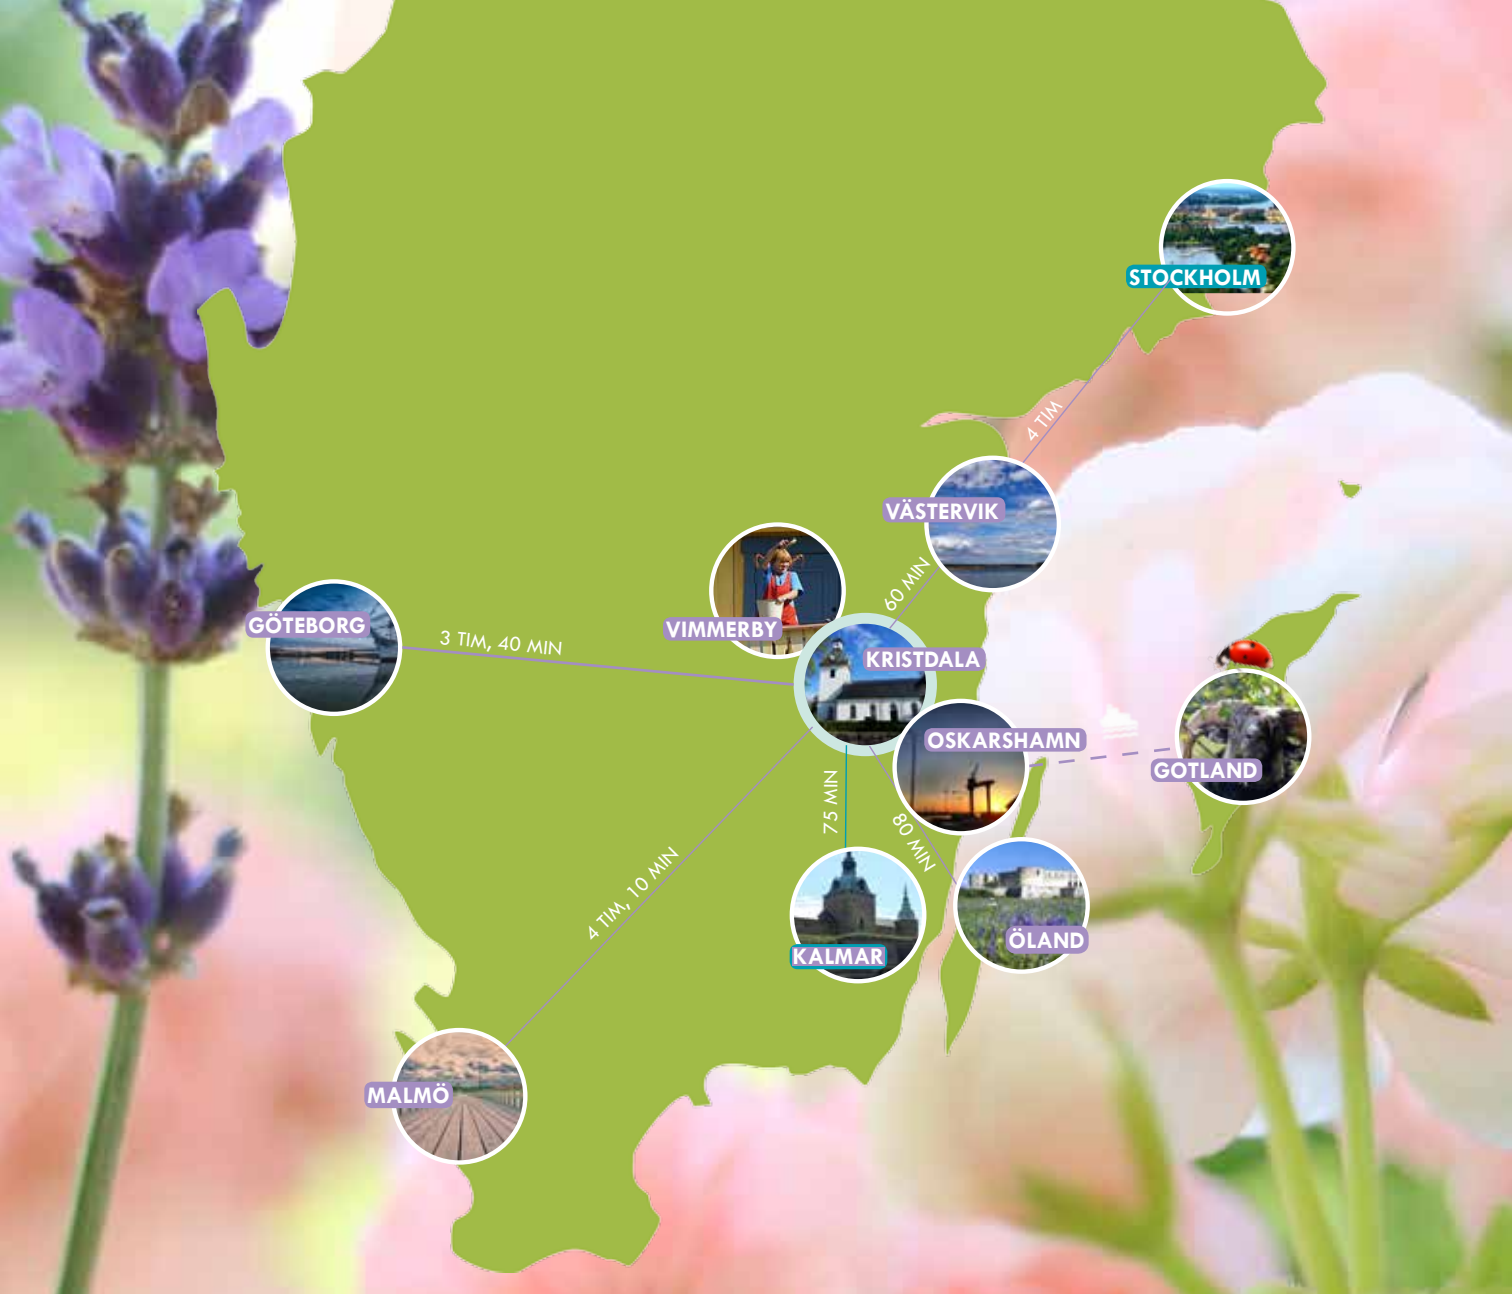 STOCKHOLM
4 TIM
VÄSTERVIK
60 MIN
VIMMERBY
GÖTEBORG
3 TIM, 40 MIN
KRISTDALA
OSKARSHAMN
GOTLAND
75 MIN
80 MIN
4 TIM, 10 MIN
ÖLAND
KALMAR
MALMÖ